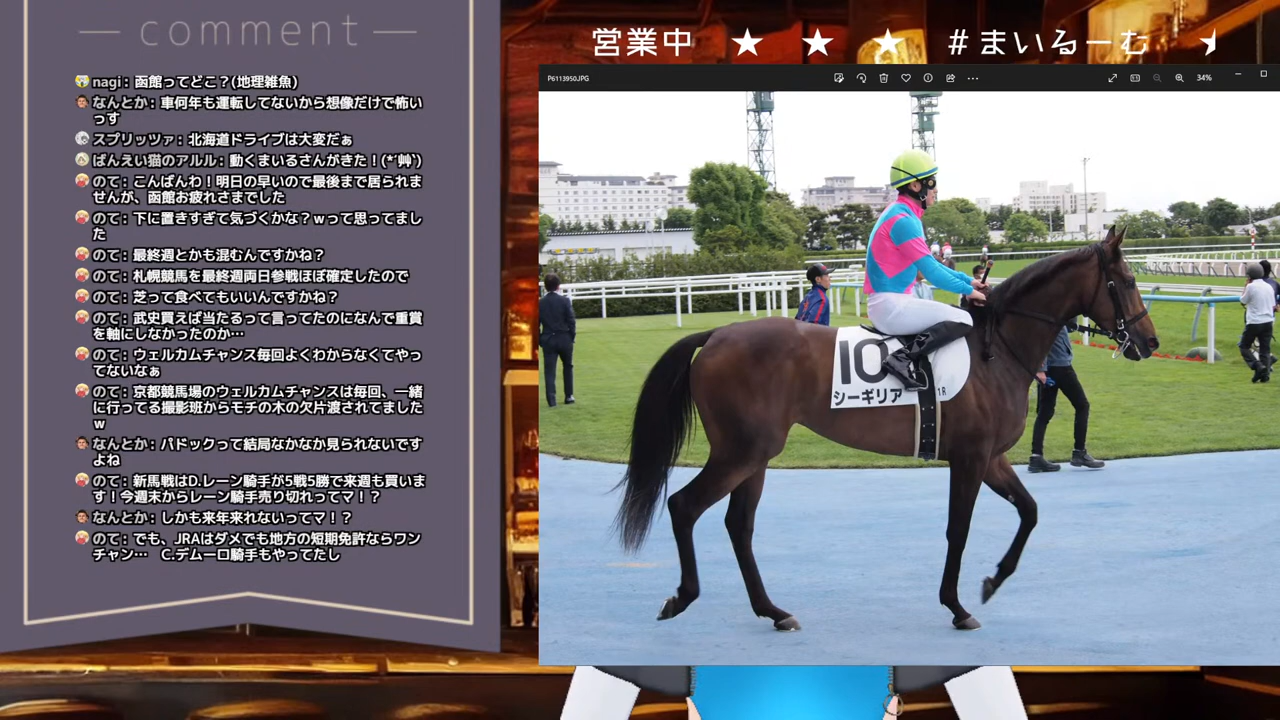 comment
営業中 ★ ★ ★ #まいるーむ
nagi: 函館ってどこ?(地理雑魚)
なんとか: 車何年も運転してないから想像だけで怖い
っす
スプリッツァ: 北海道ドライブは大変だぁ
ばんえい猫のアルル: 動くまいるさんがきた!(*´艸`)
のて: こんばんわ!明日の早いので最後まで居られま
せんが、函館お疲れさまでした
のて: 下に置きすぎて気づくかな?wって思ってまし
た
のて: 最終週とかも混むんですかね?
のて: 札幌競馬を最終週両日参戦ほぼ確定したので
のて: 芝って食べてもいいんですかね?
のて: 武史買えば当たるって言ってたのになんで重賞
を軸にしなかったのか…
のて: ウェルカムチャンス毎回よくわからなくてやっ
てないなぁ
のて: 京都競馬場のウェルカムチャンスは毎回、一緒
に行ってる撮影班からモチの木の欠片渡されてました
w
なんとか: パドックって結局なかなか見られないです
よね
のて: 新馬戦はD.レーン騎手が5戦5勝で来週も買いま
す!今週末からレーン騎手売り切れってマ!?
なんとか: しかも来年来れないってマ!?
のて: でも、JRAはダメでも地方の短期免許ならワン
チャン… C.デムーロ騎手もやってたし
P6113950.JPG
34%
10
シーギリア
1R